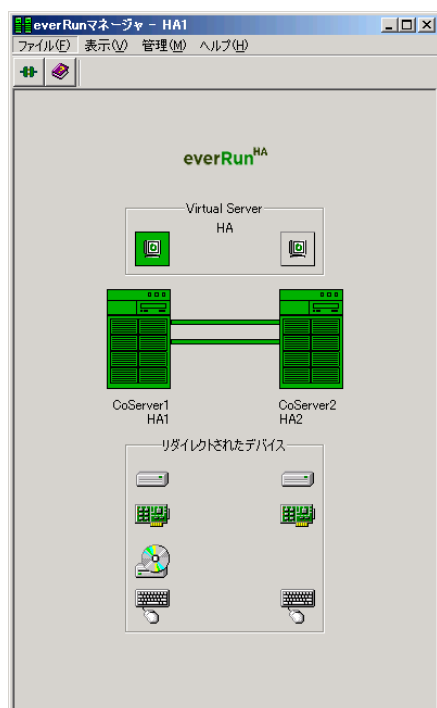 everRunマネージャ - HA1
ファイル(F) 表示(V) 管理(M) ヘルプ(H)
everRun HA
Virtual Server
HA
CoServer1 CoServer2
HA1 HA2
リダイレクトされたデバイス